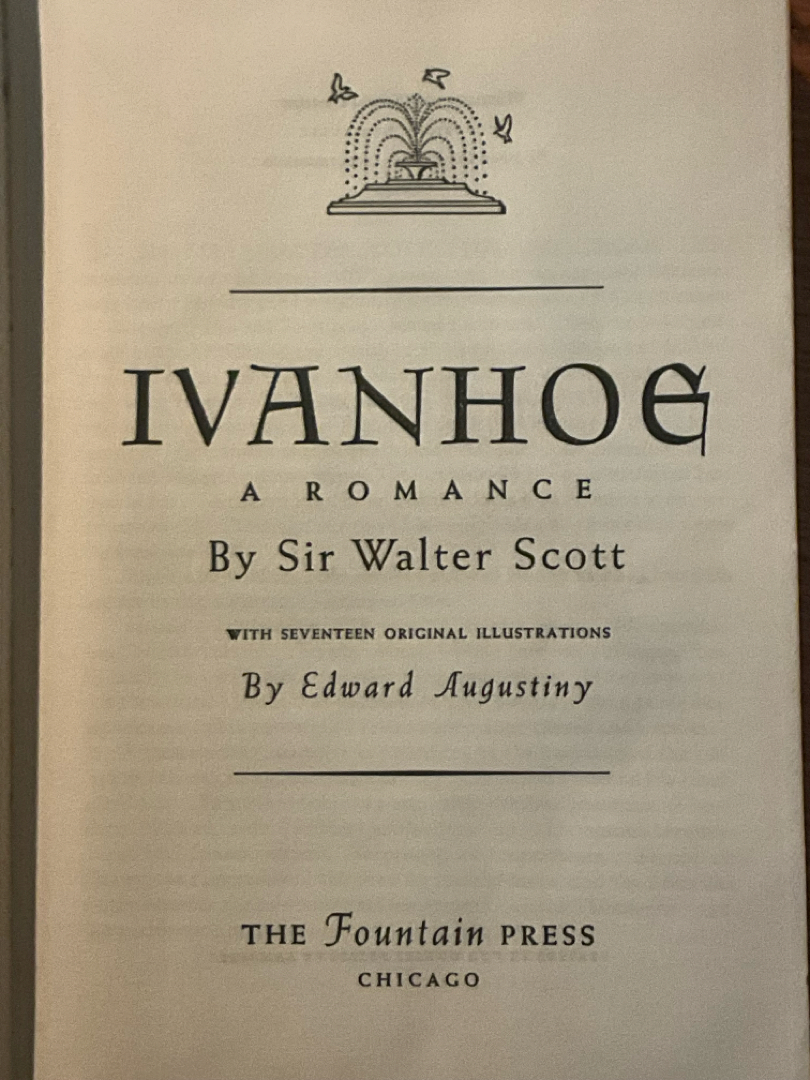 IVANHOE
A ROMANCE
By Sir Walter Scott
WITH SEVENTEEN ORIGINAL ILLUSTRATIONS
By Edward Augustiny
THE Fountain PRESS
CHICAGO